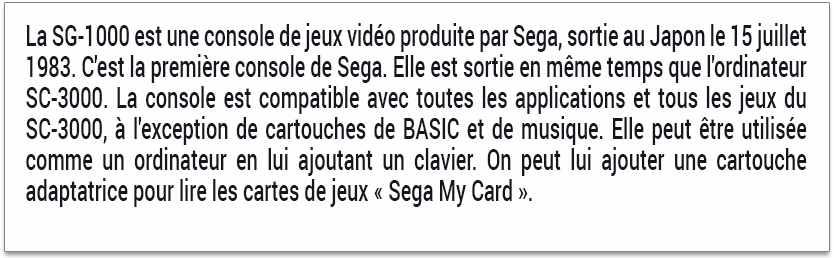 La SG-1000 est une console de jeux vidéo produite par Sega, sortie au Japon le 15 juillet
1983. C'est la première console de Sega. Elle est sortie en même temps que l'ordinateur
SC-3000. La console est compatible avec toutes les applications et tous les jeux du
SC-3000, à l'exception de cartouches de BASIC et de musique. Elle peut être utilisée
comme un ordinateur en lui ajoutant un clavier. On peut lui ajouter une cartouche
adaptatrice pour lire les cartes de jeux « Sega My Card ».